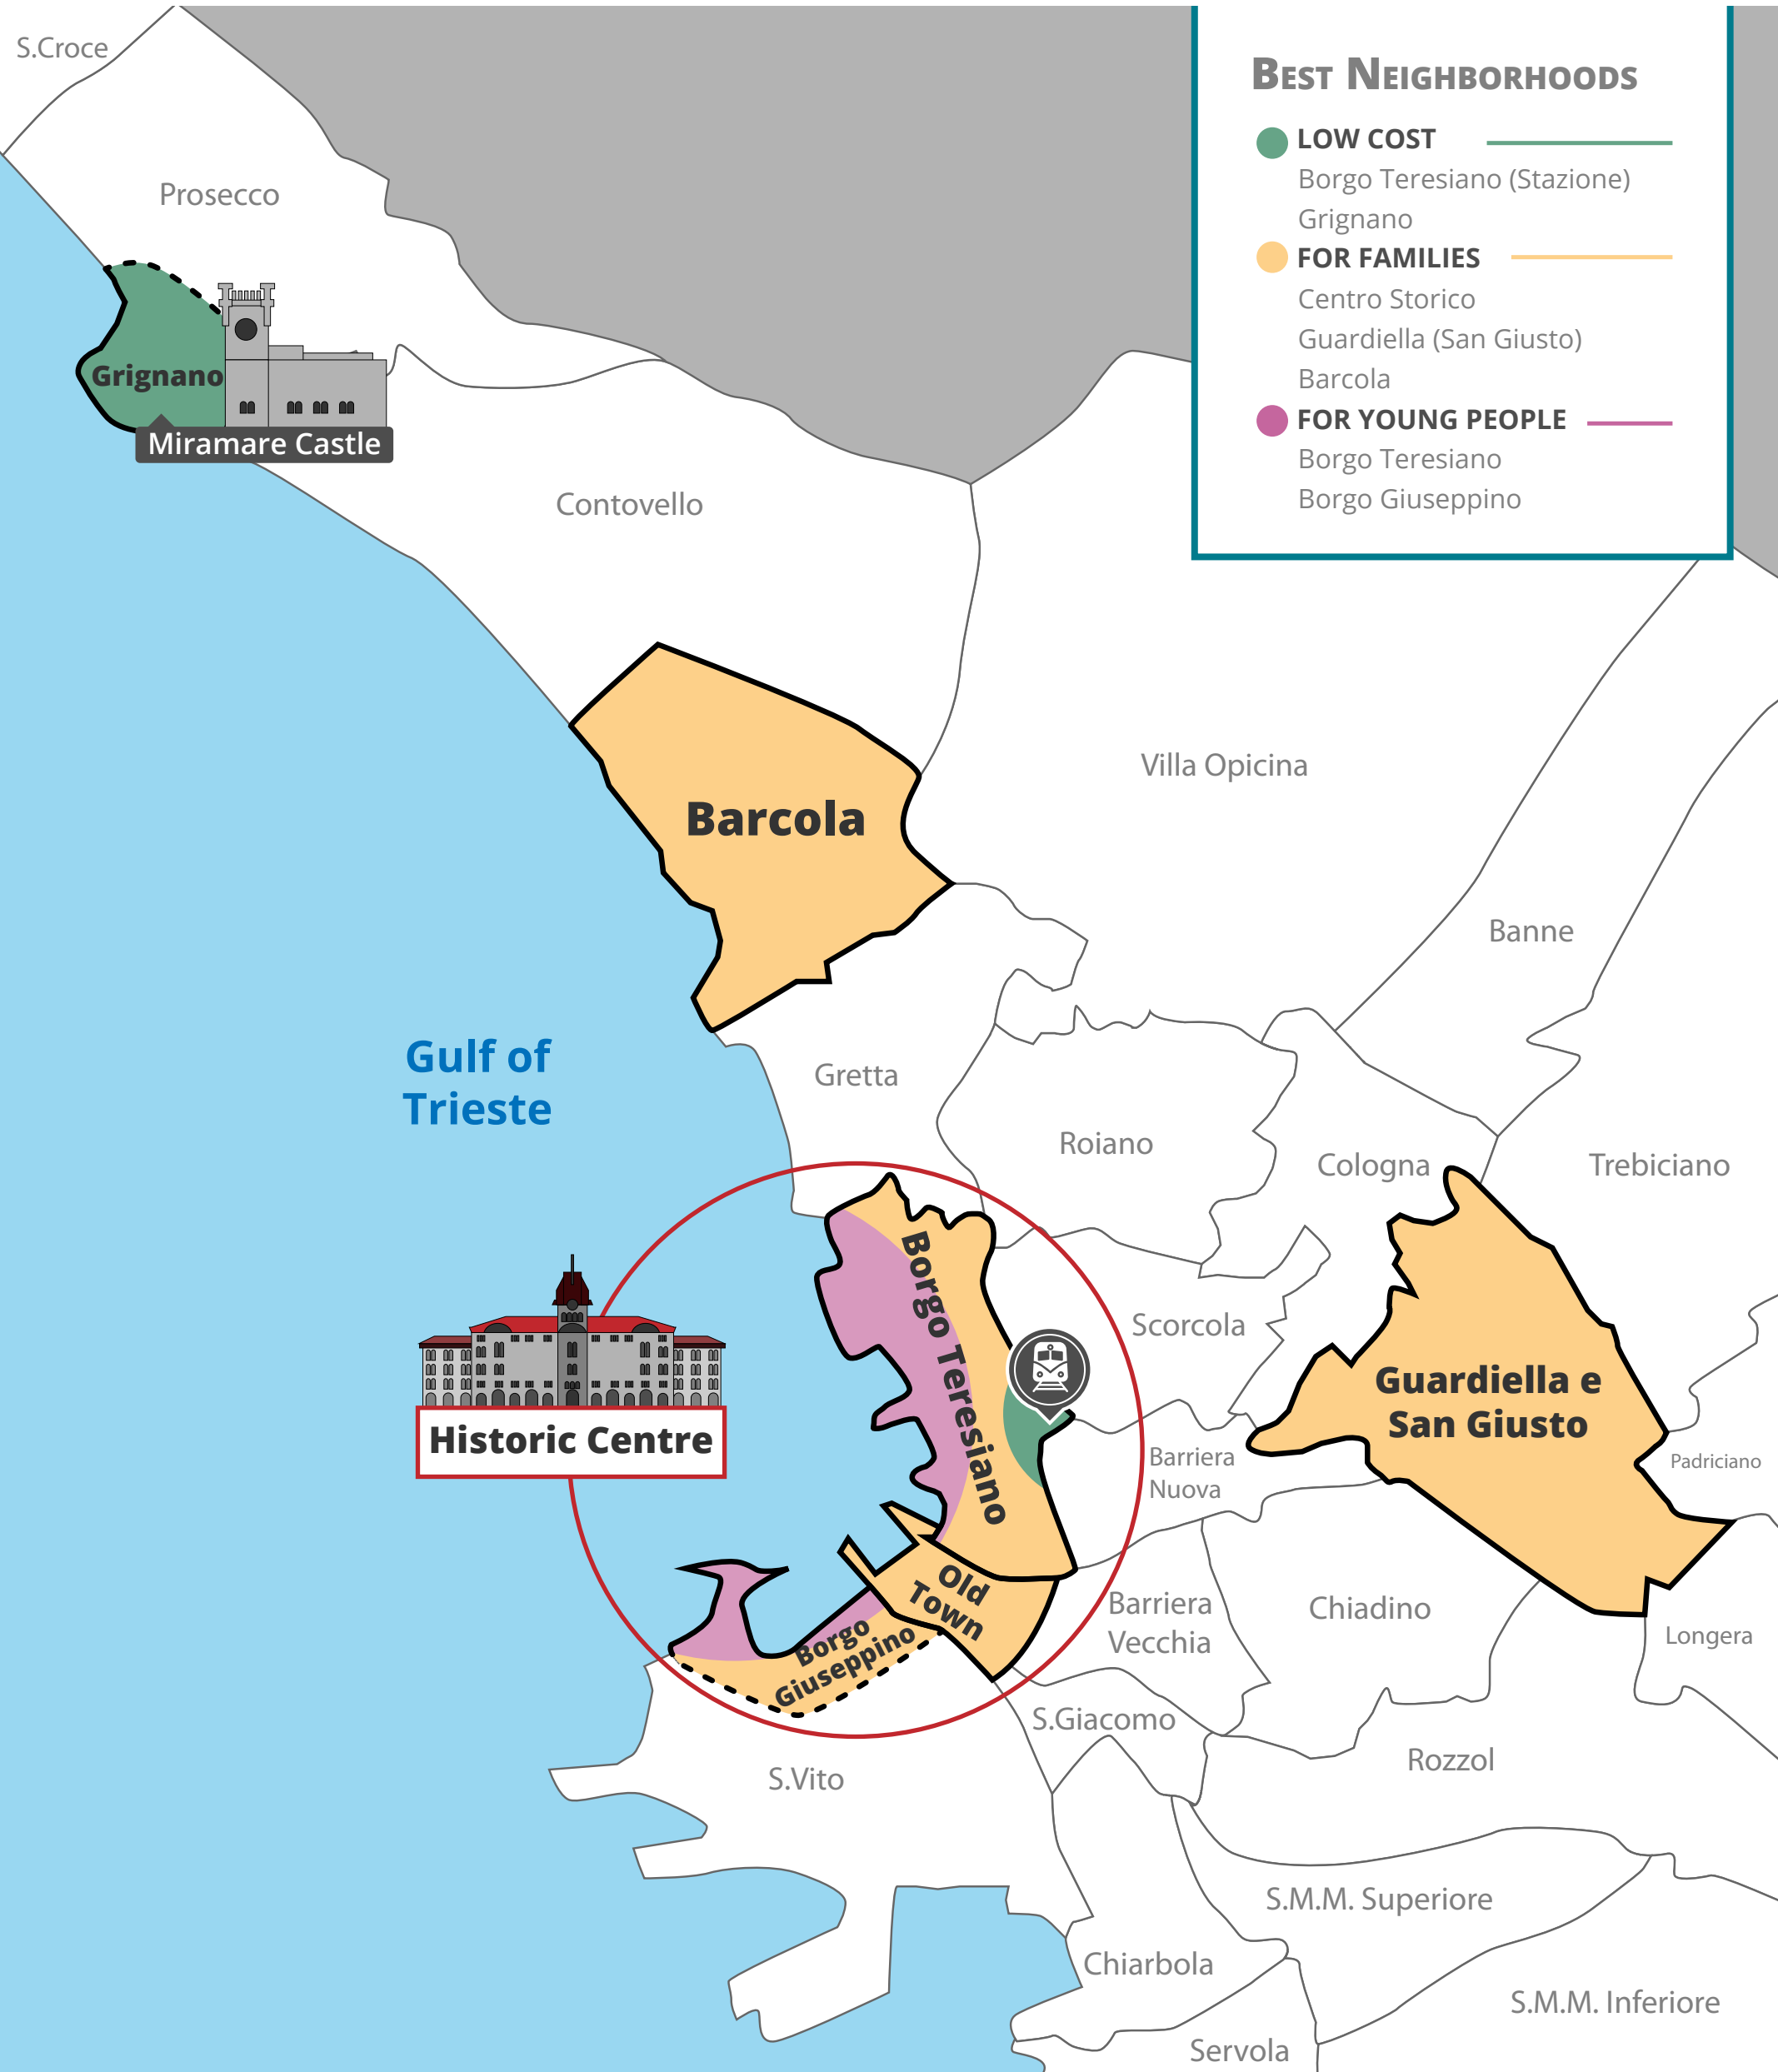 S.Croce
BEST NEIGHBORHOODS
LOW COST
Borgo Teresiano (Stazione)
Grignano
FOR FAMILIES
Centro Storico
Guardiella (San Giusto)
Barcola
FOR YOUNG PEOPLE
Borgo Teresiano
Borgo Giuseppino
Prosecco
Grignano
Miramare Castle
Contovello
Villa Opicina
Barcola
Banne
Gulf of
Trieste
Gretta
Roiano
Cologna
Trebiciano
Borgo Teresiano
Scorcola
Guardiella e
San Giusto
Historic Centre
Barriera
Nuova
Padriciano
Old
Town
Barriera
Vecchia
Chiadino
Longera
Borgo
Giuseppino
S.Giacomo
Rozzol
S.Vito
S.M.M. Superiore
Chiarbola
S.M.M. Inferiore
Servola